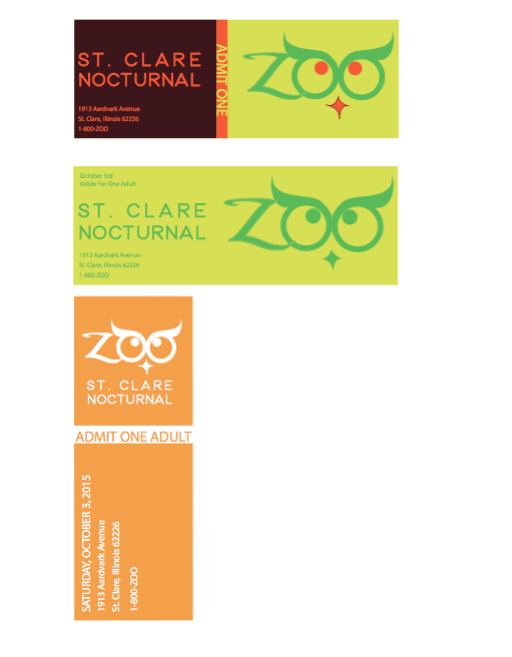 ST. CLARE
NOCTURNAL
1913 Aardvark Avenue
St. Clare, Illinois 62226
1-800-ZOO
ADMIT ONE
ZOO
October 3rd
Valide For One Adult
ST. CLARE
NOCTURNAL
1913 Aardvark Avenue
St. Clare, Illinois 62226
1-800-ZOO
ZOO
ZOO
ST. CLARE
NOCTURNAL
ADMIT ONE ADULT
SATURDAY, OCTOBER 3, 2015
1913 Aardvark Avenue
St. Clare, Illinois 62226
1-800-ZOO